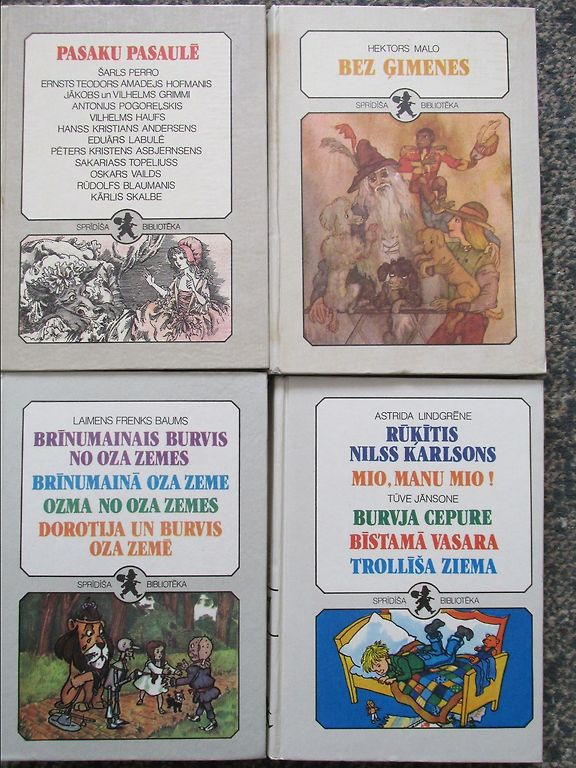 PASAKU PASAULĒ
ŠARLS PERRO
ERNSTS TEODORS AMADEJS HOFMANIS
JĀKOBS un VILHELMS GRIMMI
ANTONIJS POGOREĻSKIS
VILHELMS HAUFS
HANSS KRISTIANS ANDERSENS
EDUĀRS LABULĒ
PĒTERS KRISTENS ASBJERNSENS
SAKARIASS TOPELIUSS
OSKARS VAILDS
RŪDOLFS BLAUMANIS
KĀRLIS SKALBE
SPRĪDĪŠA BIBLIOTĒKA
HEKTORS MALO
BEZ ĢIMENES
SPRĪDĪŠA BIBLIOTĒKA
LAIMENS FRENKS BAUMS
BRĪNUMAINAIS BURVIS
NO OZA ZEMES
BRĪNUMAINĀ OZA ZEME
OZMA NO OZA ZEMES
DOROTIJA UN BURVIS
OZA ZEMĒ
SPRĪDĪŠA BIBLIOTĒKA
ASTRIDA LINDGRĒNE
RŪĶĪTIS
NILSS KARLSONS
MIO, MANU MIO!
TŪVE JĀNSONE
BURVJA CEPURE
BĪSTAMĀ VASARA
TROLLĪŠA ZIEMA
SPRĪDĪŠA BIBLIOTĒKA